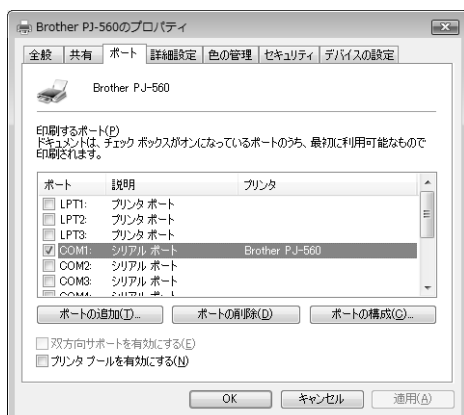 Brother PJ-560のプロパティ
全般 共有 ポート 詳細設定 色の管理 セキュリティ デバイスの設定
Brother PJ-560
印刷するポート(P)
ドキュメントは、チェック ボックスがオンになっているポートのうち、最初に利用可能なもので
印刷されます。
ポート 説明 プリンタ
LPT1: プリンタ ポート
LPT2: プリンタ ポート
LPT3: プリンタ ポート
COM1: シリアル ポート Brother PJ-560
COM2: シリアル ポート
COM3: シリアル ポート
COM4: シリアル ポート
ポートの追加(T)... ポートの削除(D) ポートの構成(C)...
双方向サポートを有効にする(E)
プリンタ プールを有効にする(N)
OK キャンセル 適用(A)